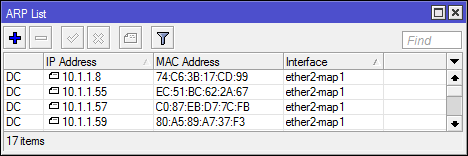 ARP List
Find
IP Address MAC Address Interface
DC 10.1.1.8 74:C6:3B:17:CD:99 ether2-map1
DC 10.1.1.55 EC:51:BC:62:2A:67 ether2-map1
DC 10.1.1.57 C0:87:EB:D7:7C:FB ether2-map1
DC 10.1.1.59 80:A5:89:A7:37:F3 ether2-map1
17 items